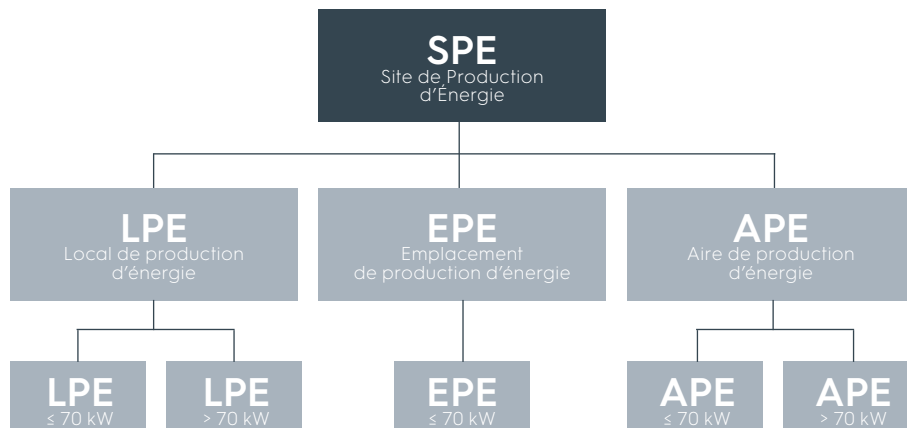 SPE
Site de Production
d'Énergie
LPE
Local de production
d'énergie
EPE
Emplacement
de production d'énergie
APE
Aire de production
d'énergie
LPE
≤ 70 kW
LPE
> 70 kW
EPE
≤ 70 kW
APE
≤ 70 kW
APE
> 70 kW